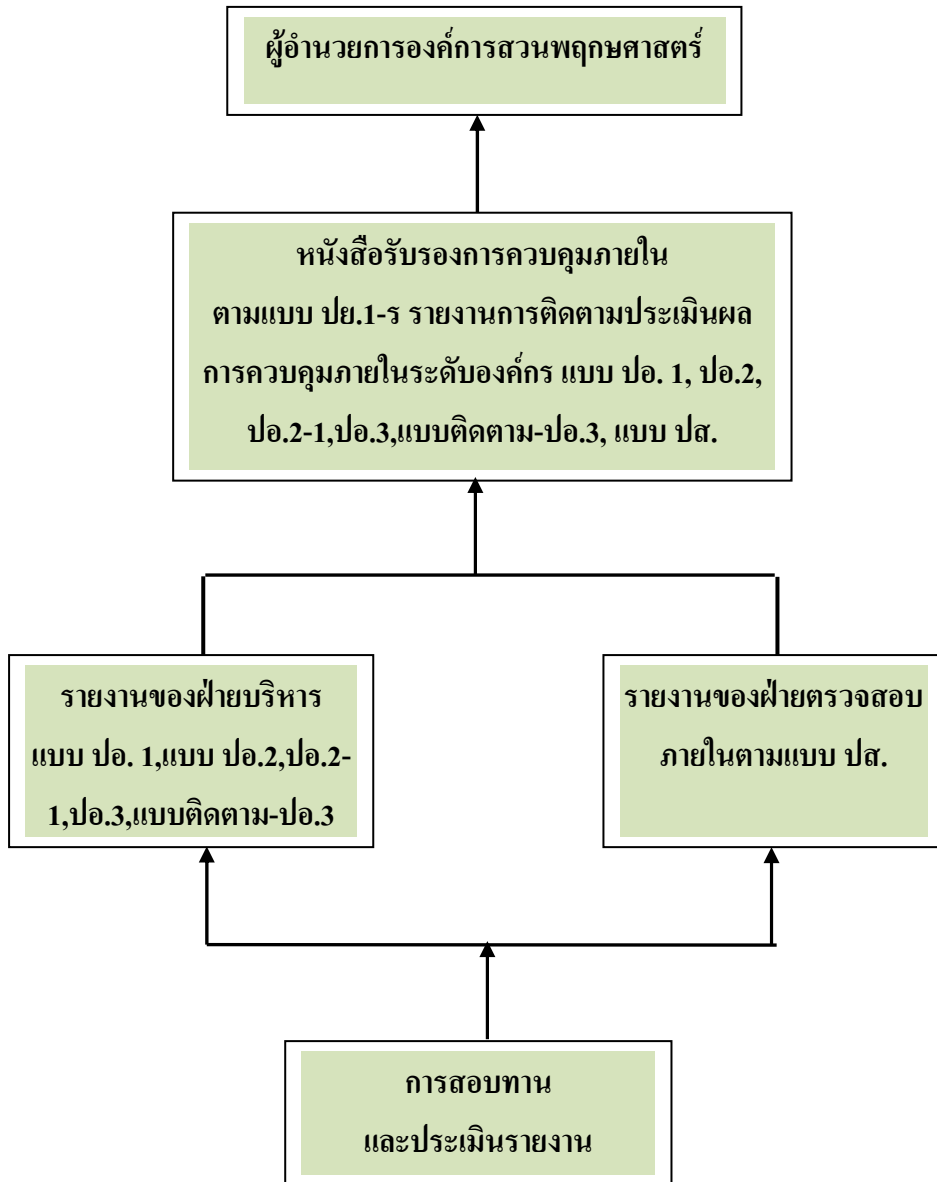 ผู้อำนวยการองค์การสวนพฤกษศาสตร์
หนังสือรับรองการควบคุมภายใน
ตามแบบ ปย.1-ร รายงานการติดตามประเมินผล
การควบคุมภายในระดับองค์กร แบบ ปอ. 1, ปอ.2,
ปอ.2-1,ปอ.3,แบบติดตาม-ปอ.3, แบบ ปส.
รายงานของฝ่ายบริหาร
แบบ ปอ. 1,แบบ ปอ.2,ปอ.2-
1,ปอ.3,แบบติดตาม-ปอ.3
รายงานของฝ่ายตรวจสอบ
ภายในตามแบบ ปส.
การสอบทาน
และประเมินรายงาน